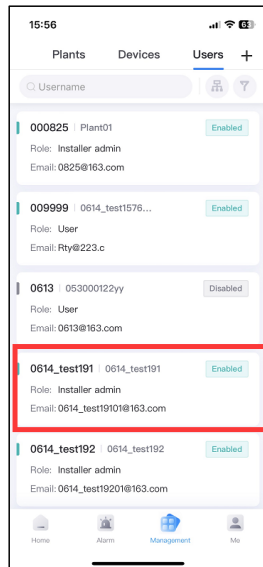 15:56
63
Plants Devices Users +
Username
000825 | Plant01 Enabled
Role: Installer admin
Email: 0825@163.com
009999 | 0614_test1576... Enabled
Role: User
Email: Rty@223.c
0613 | 053000122yy Disabled
Role: User
Email: 0613@163.com
0614_test191 | 0614_test191 Enabled
Role: Installer admin
Email: 0614_test19101@163.com
0614_test192 | 0614_test192 Enabled
Role: Installer admin
Email: 0614_test19201@163.com
Home Alarm Management Me